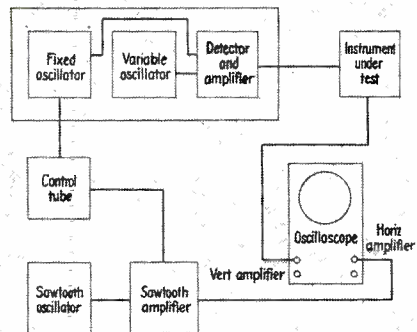 Fixed
oscillator
Variable
oscillator
Detector
and
amplifier
Instrument
under
test
Control
tube
Oscilloscope
Horiz
amplifier
Vert amplifier
Sawtooth
oscillator
Sawtooth
amplifier